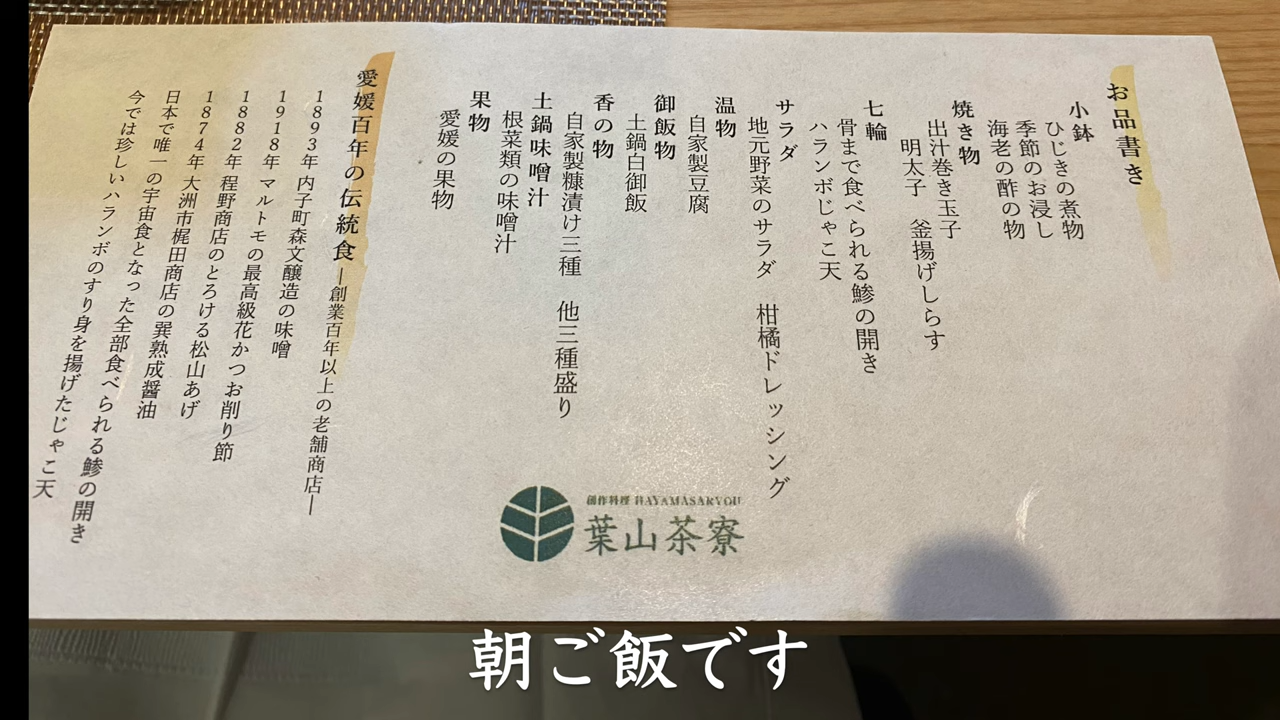 お品書き
小鉢
ひじきの煮物
季節のお浸し
海老の酢の物
焼き物
出汁巻き玉子
明太子　釜揚げしらす
七輪
骨まで食べられる鯵の開き
ハランボじゃこ天
サラダ
地元野菜のサラダ　柑橘ドレッシング
温物
自家製豆腐
御飯物
土鍋白御飯
香の物
自家製糠漬け三種　他三種盛り
土鍋味噌汁
根菜類の味噌汁
果物
愛媛の果物
愛媛百年の伝統食―創業百年以上の老舗商店―
1893年 内子町森文醸造の味噌
1918年 マルトモの最高級花かつお削り節
1882年 程野商店のとろける松山あげ
1874年 大洲市梶田商店の巽熟成醤油
日本で唯一の宇宙食となった全部食べられる鯵の開き
今では珍しいハランボのすり身を揚げたじゃこ天
創作料理 HAYAMASARYOU
葉山茶寮
朝ご飯です